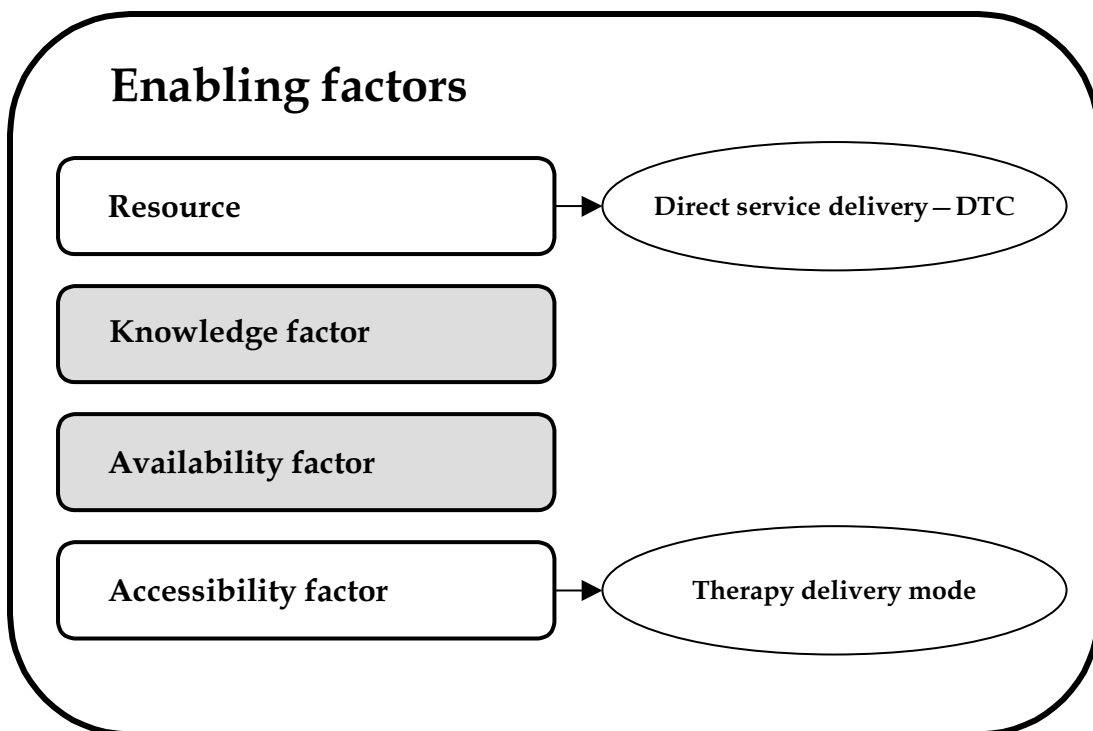 Enabling factors
Resource
Direct service delivery—DTC
Knowledge factor
Availability factor
Accessibility factor
Therapy delivery mode